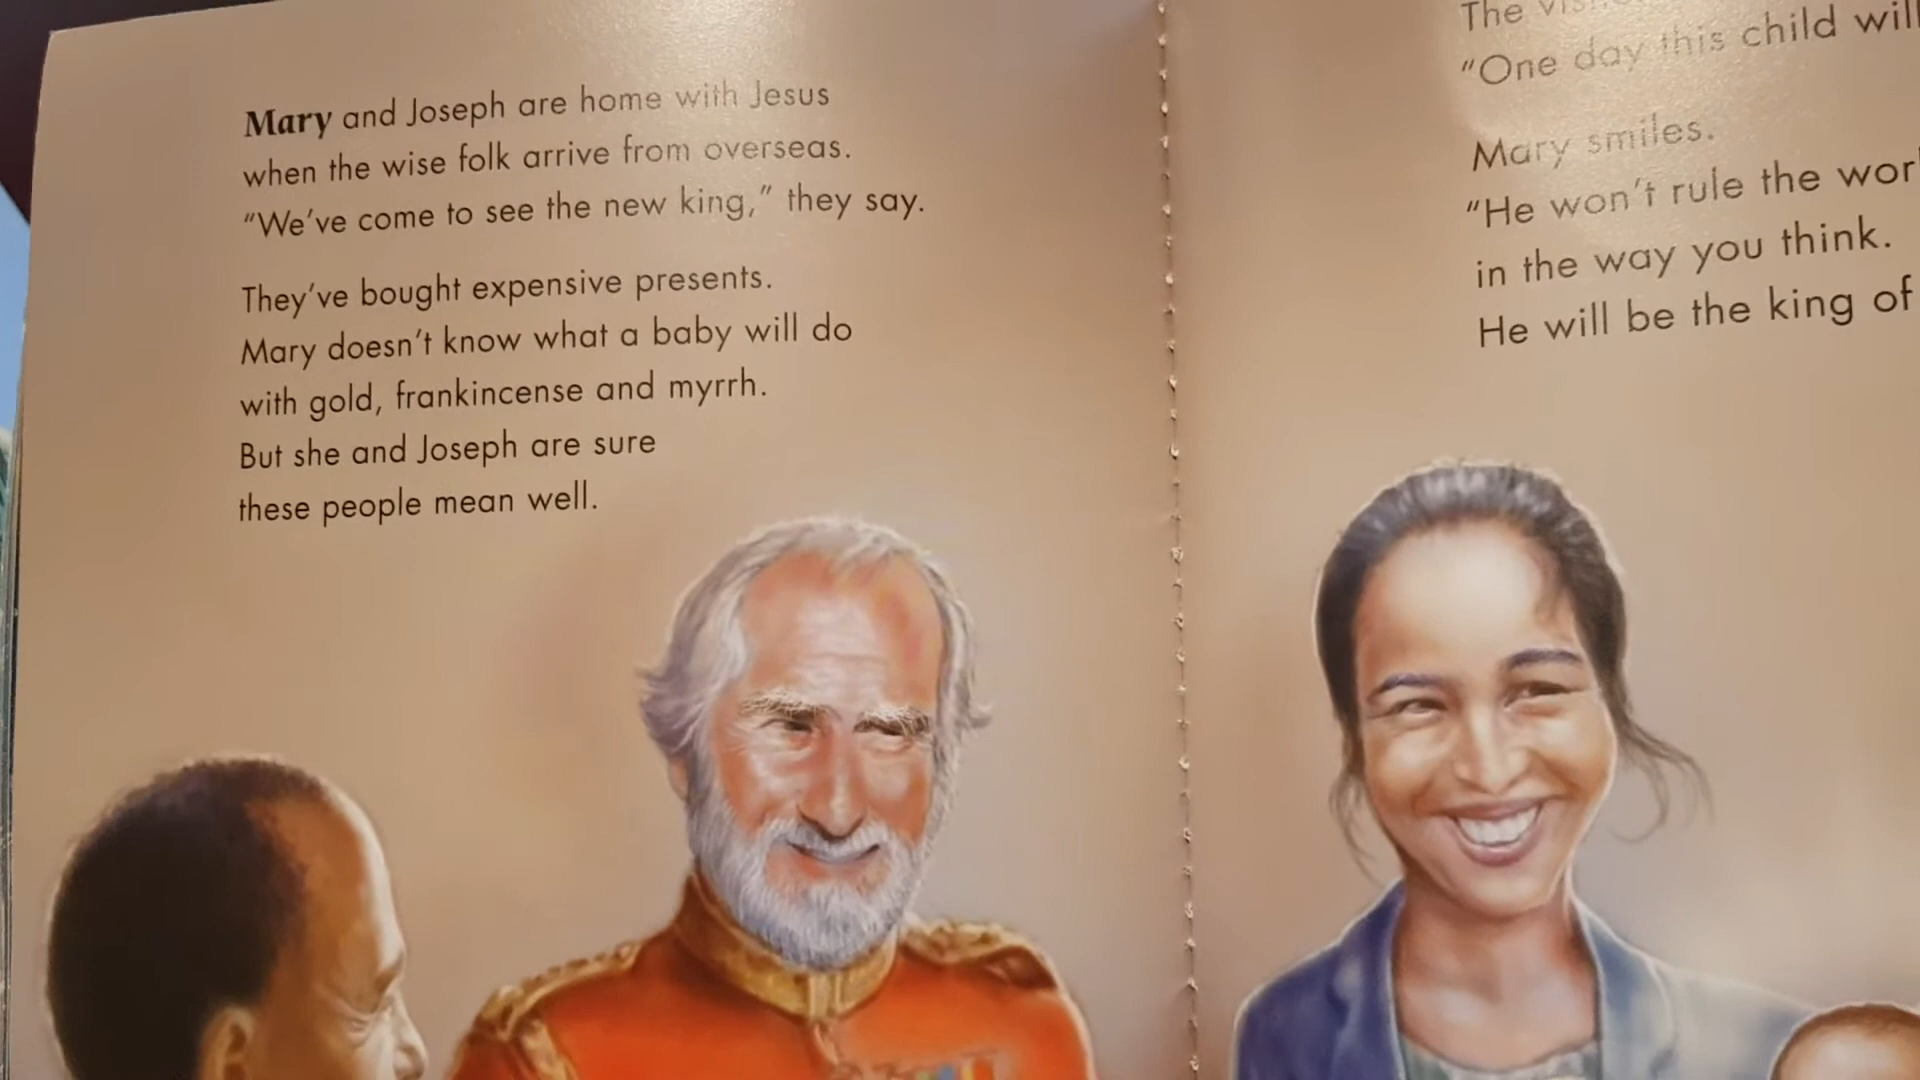 Mary and Joseph are home with Jesus
when the wise folk arrive from overseas.
“We’ve come to see the new king,” they say.
They’ve bought expensive presents.
Mary doesn’t know what a baby will do
with gold, frankincense and myrrh.
But she and Joseph are sure
these people mean well.
The
“One day this child will
Mary smiles.
“He won’t rule the
in the way you think.
He will be the king of